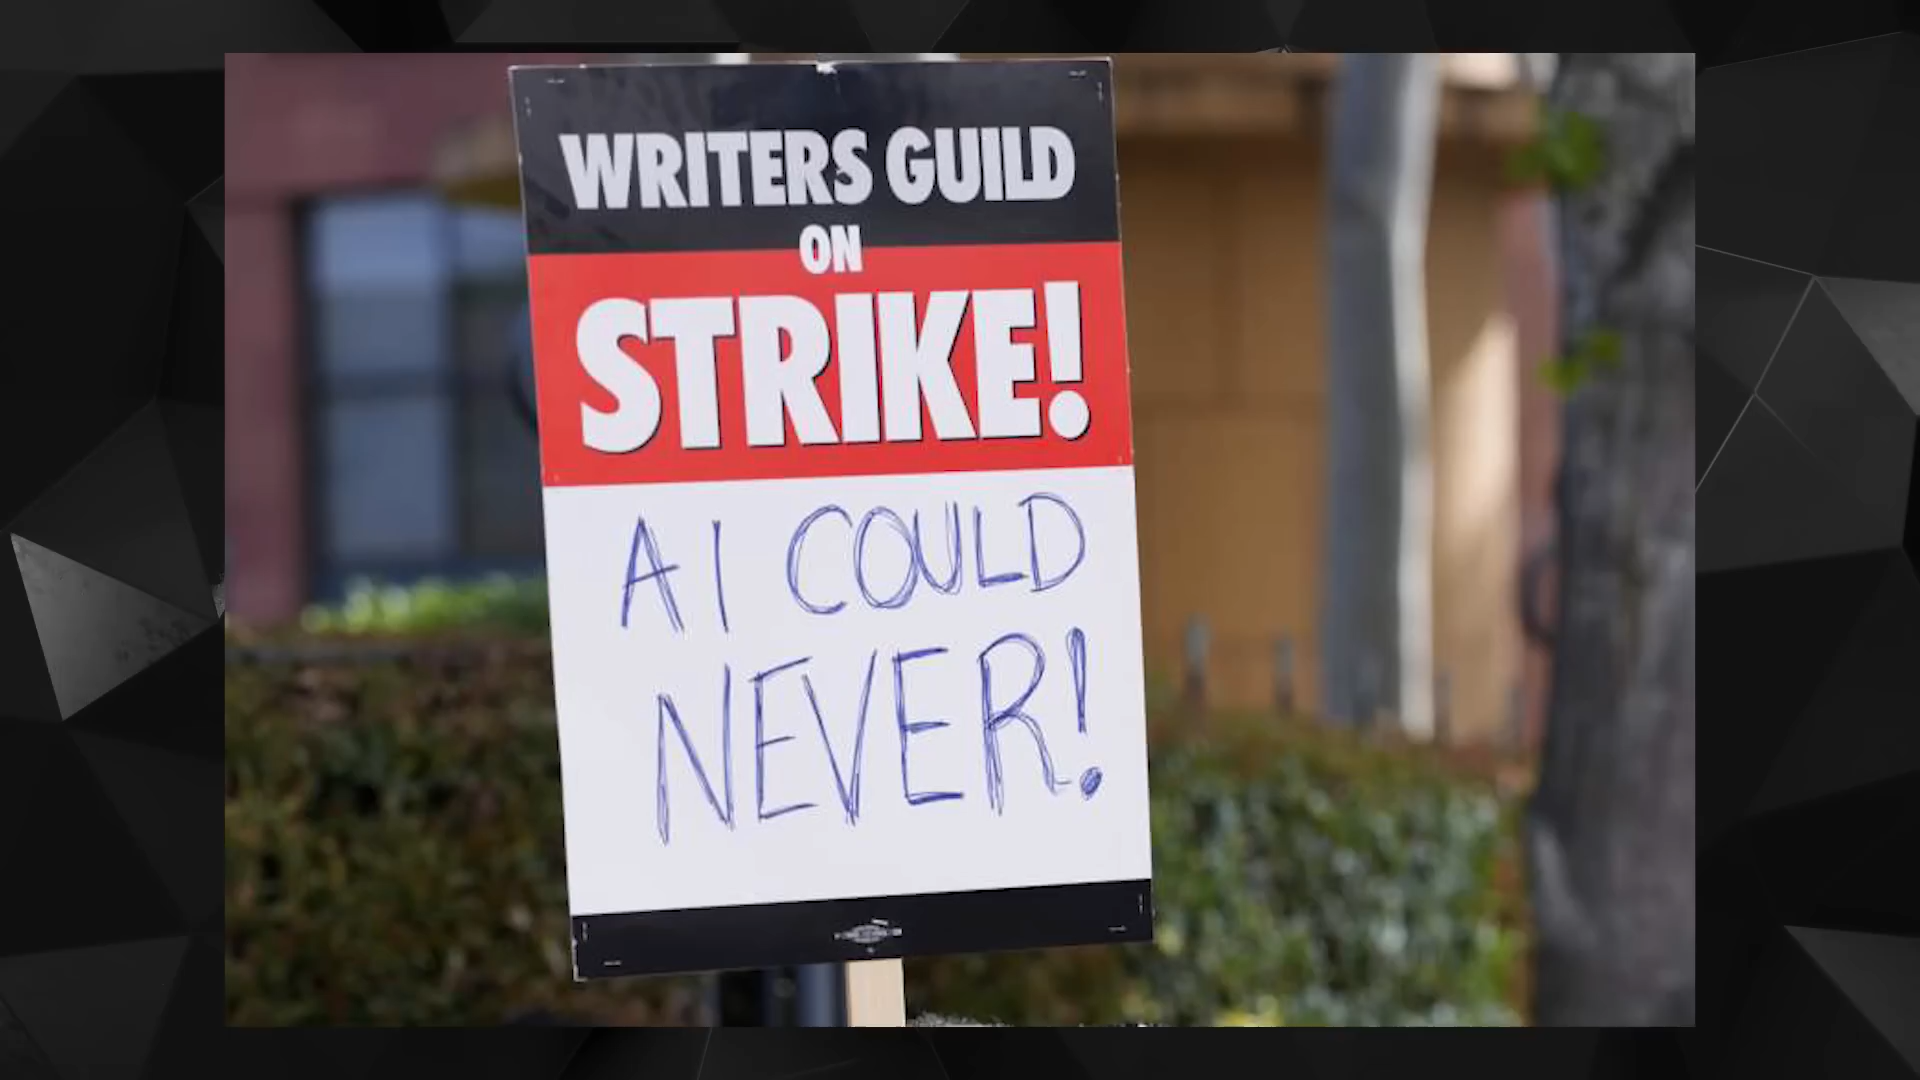 WRITERS GUILD
ON
STRIKE!
AI COULD
NEVER!